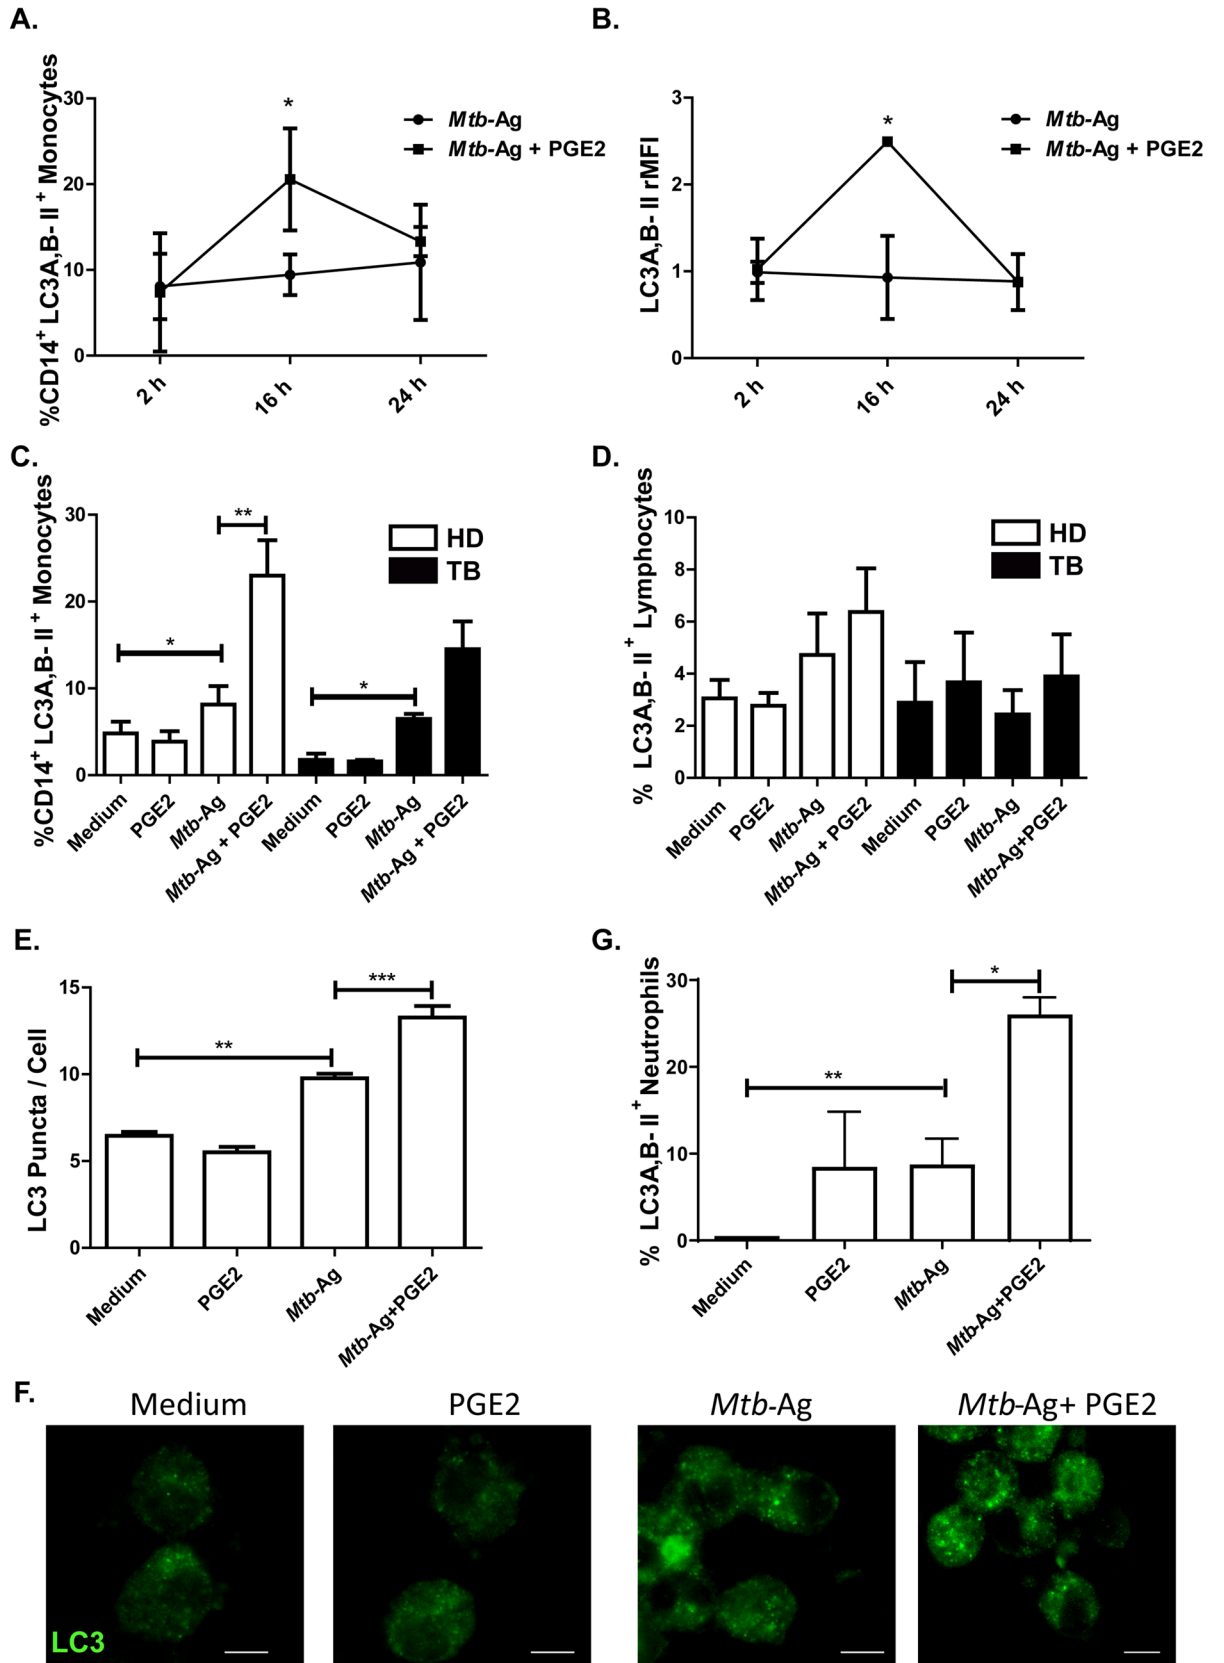 A.
%CD14+ LC3A,B-II+ Monocytes
30
20
10
0
*
Mtb-Ag
Mtb-Ag + PGE2
2 h
16 h
24 h
B.
LC3A,B-II rMFI
3
2
1
0
*
Mtb-Ag
Mtb-Ag + PGE2
2 h
16 h
24 h
C.
%CD14+ LC3A,B-II+ Monocytes
30
20
10
0
*
**
*
HD
TB
Medium
PGE2
Mtb-Ag
Mtb-Ag + PGE2
Medium
PGE2
Mtb-Ag
Mtb-Ag + PGE2
D.
% LC3A,B-II+ Lymphocytes
10
8
6
4
2
0
HD
TB
Medium
PGE2
Mtb-Ag
Mtb-Ag + PGE2
Medium
PGE2
Mtb-Ag
Mtb-Ag+PGE2
E.
LC3 Puncta / Cell
15
10
5
0
**
***
Medium
PGE2
Mtb-Ag
Mtb-Ag+PGE2
G.
% LC3A,B-II+ Neutrophils
30
20
10
0
**
*
Medium
PGE2
Mtb-Ag
Mtb-Ag+PGE2
F.
Medium
PGE2
Mtb-Ag
Mtb-Ag+ PGE2
LC3